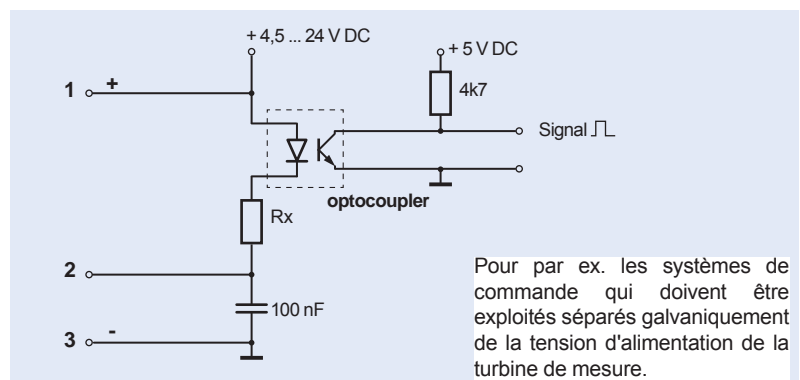 + 4,5 ... 24 V DC
+ 5 V DC
1 +
4k7
Signal
optocoupler
Rx
2
100 nF
3 -
Pour par ex. les systèmes de
commande qui doivent être
exploités séparés galvaniquement
de la tension d'alimentation de la
turbine de mesure.